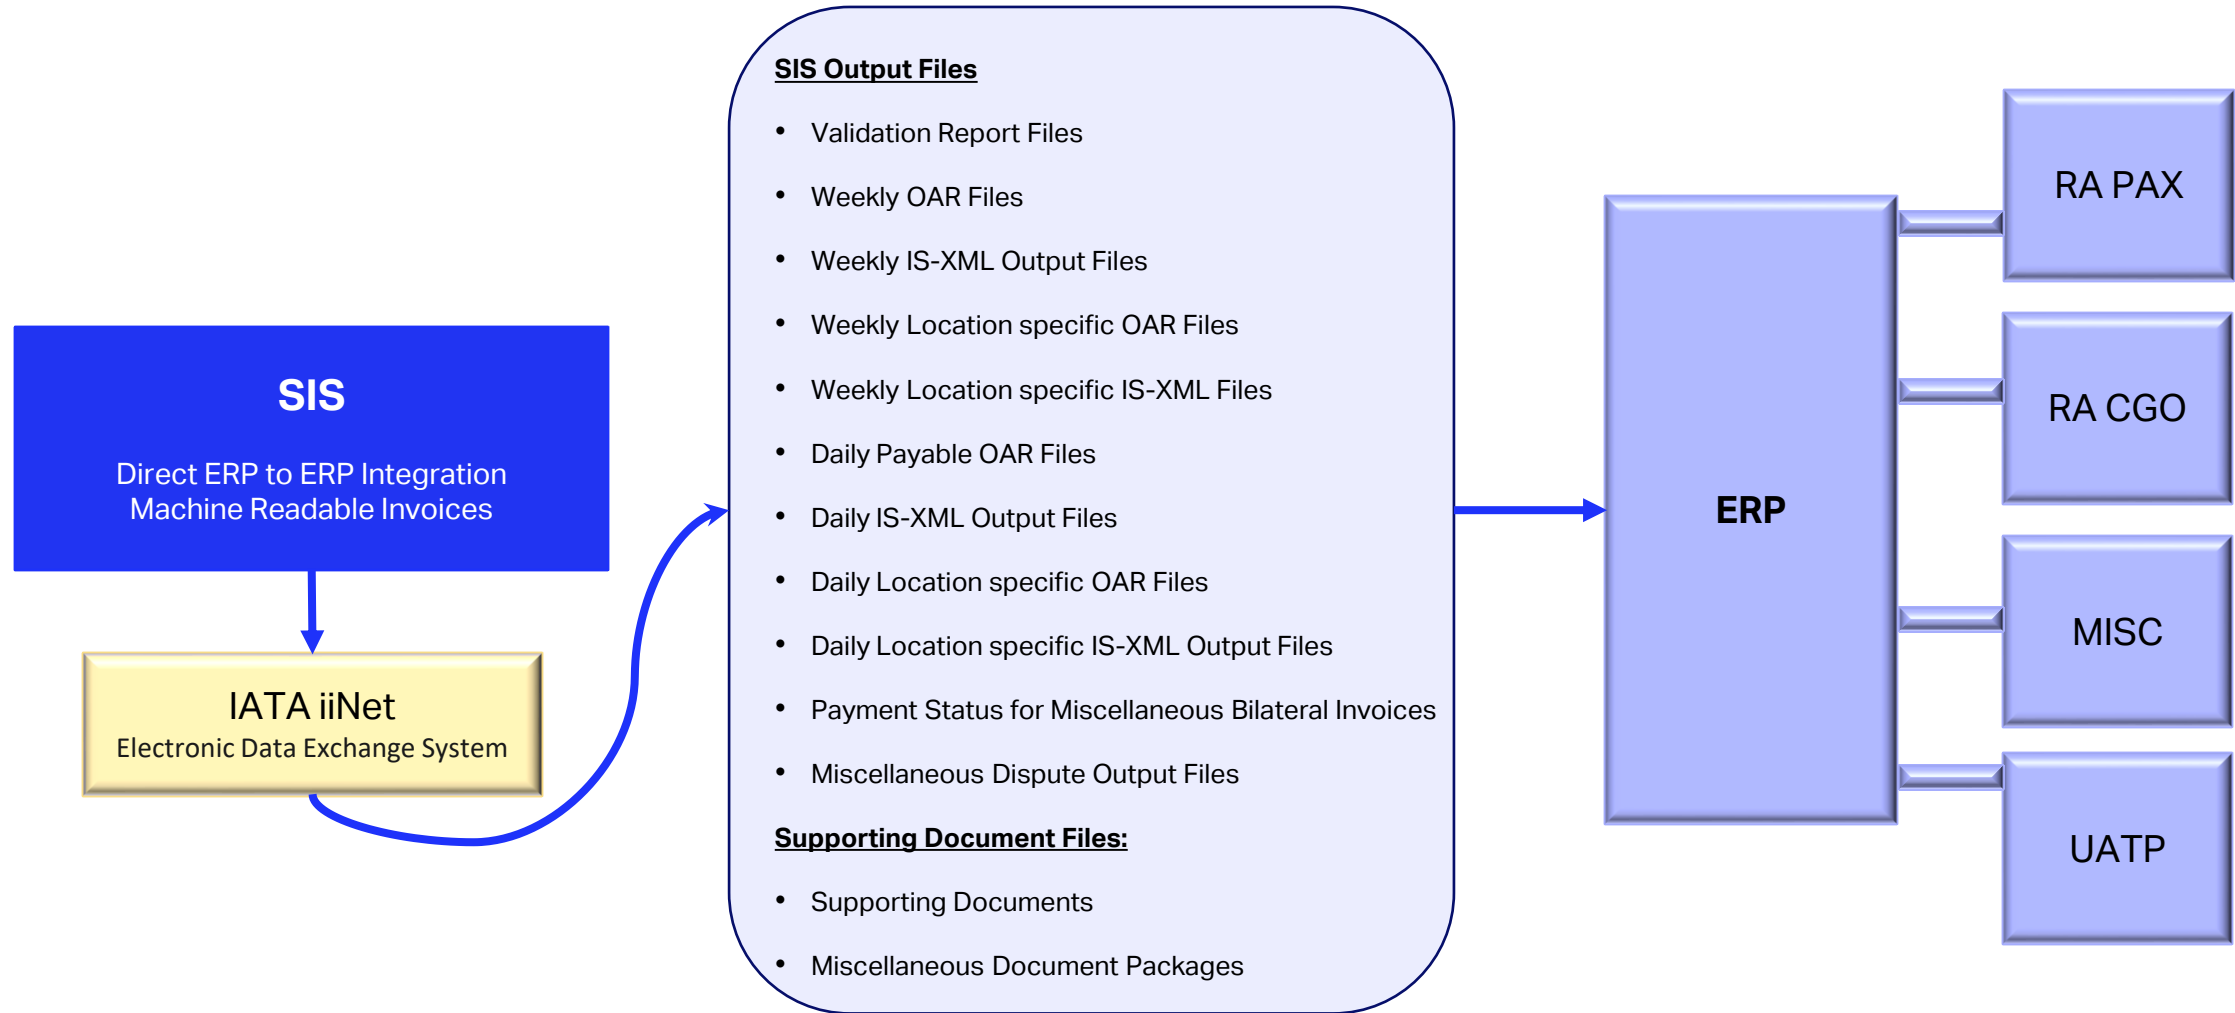 SIS
Direct ERP to ERP Integration
Machine Readable Invoices
IATA iiNet
Electronic Data Exchange System
SIS Output Files
• Validation Report Files
• Weekly OAR Files
• Weekly IS-XML Output Files
• Weekly Location specific OAR Files
• Weekly Location specific IS-XML Files
• Daily Payable OAR Files
• Daily IS-XML Output Files
• Daily Location specific OAR Files
• Daily Location specific IS-XML Output Files
• Payment Status for Miscellaneous Bilateral Invoices
• Miscellaneous Dispute Output Files
Supporting Document Files:
• Supporting Documents
• Miscellaneous Document Packages
ERP
RA PAX
RA CGO
MISC
UATP